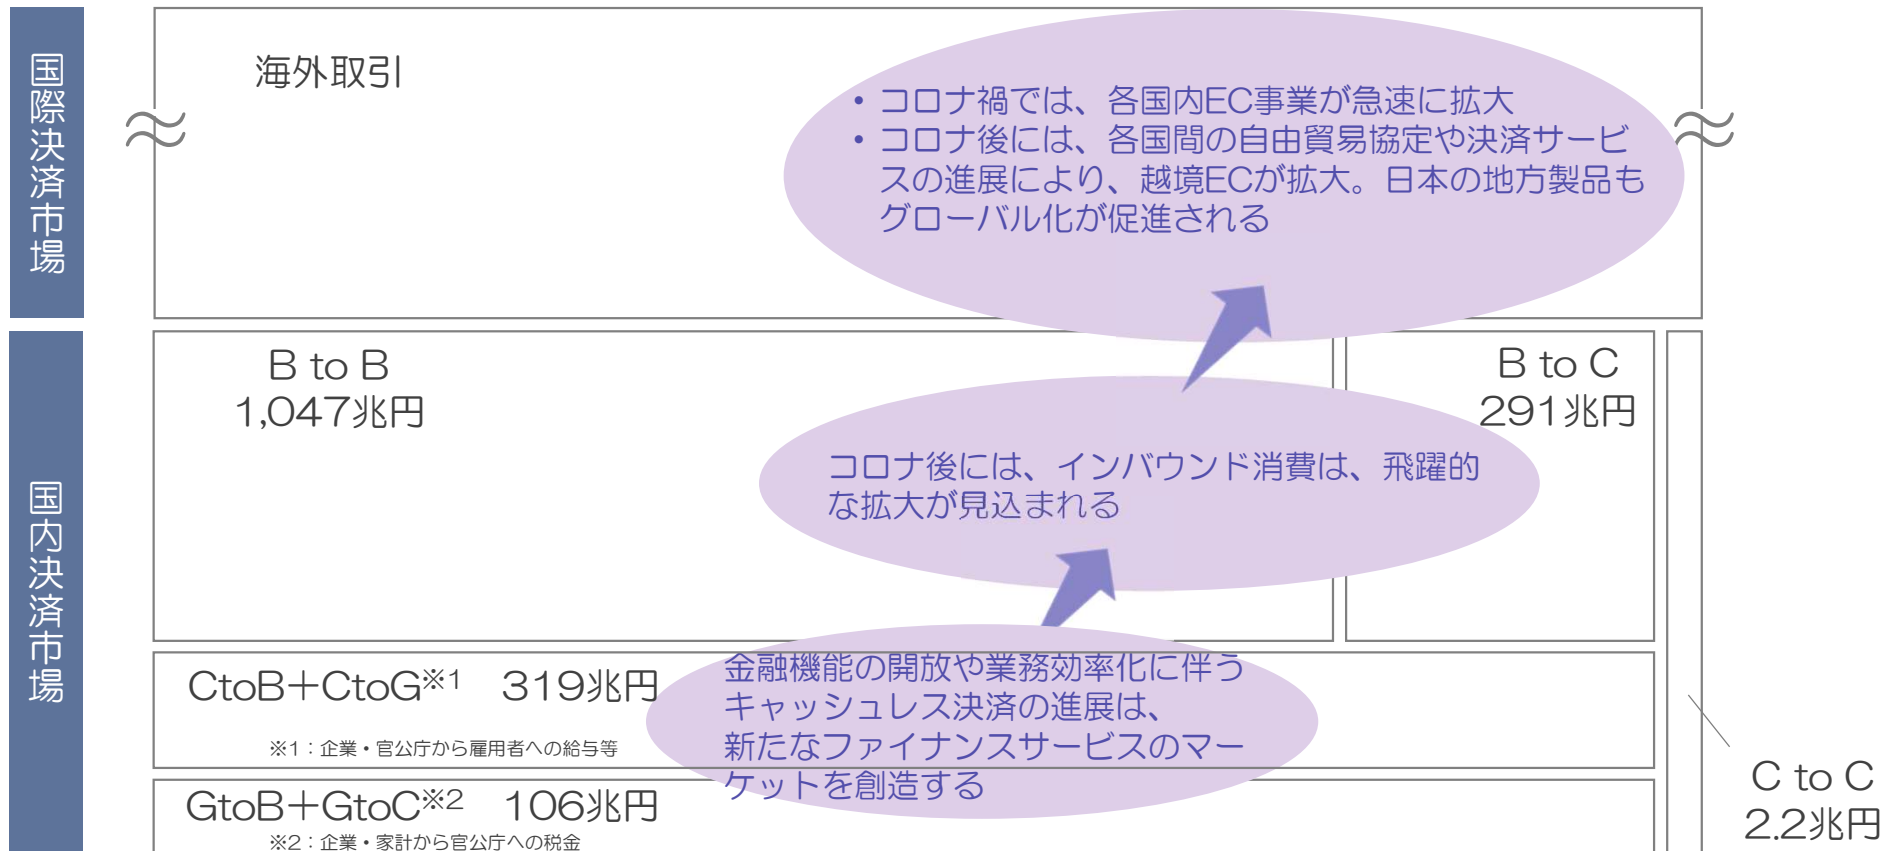 国際決済市場
海外取引
・コロナ禍では、各国内EC事業が急速に拡大
・コロナ後には、各国間の自由貿易協定や決済サービ
スの進展により、越境ECが拡大。日本の地方製品も
グローバル化が促進される
国内決済市場
B to B
1,047兆円
B to C
291兆円
コロナ後には、インバウンド消費は、飛躍的
な拡大が見込まれる
CtoB+CtoG※1 319兆円
※1：企業・官公庁から雇用者への給与等
金融機能の開放や業務効率化に伴う
キャッシュレス決済の進展は、
新たなファイナンスサービスのマー
ケットを創造する
GtoB+GtoC※2 106兆円
※2：企業・家計から官公庁への税金
C to C
2.2兆円